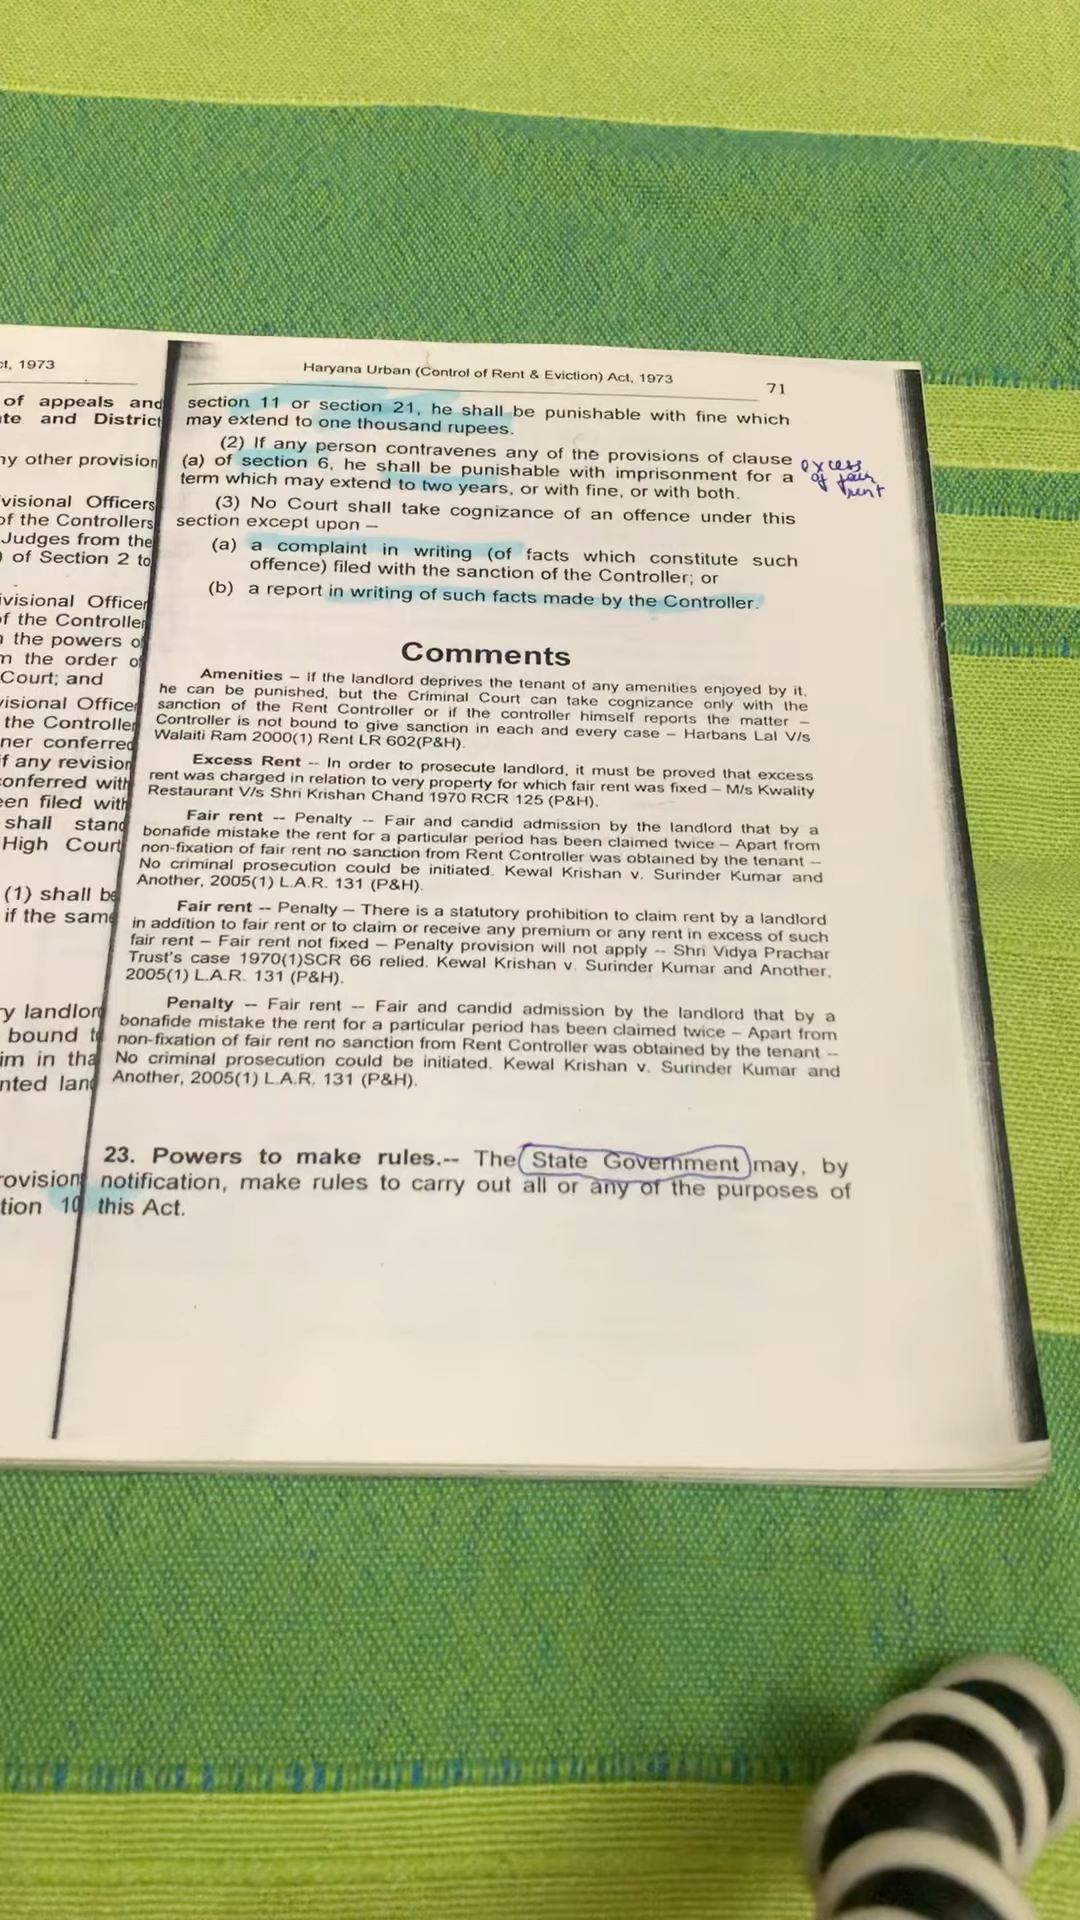 ct, 1973
of appeals and
te and District
ny other provision
visional Officers
of the Controllers
Judges from the
) of Section 2 to
ivisional Officer
of the Controller
n the powers of
m the order of
Court; and
visional Officer
the Controller
ner conferred
if any revision
conferred with
een filed with
shall stand
High Court
(1) shall be
if the same
y landlord
bound to
im in tha
nted land
rovision
tion 10
Haryana Urban (Control of Rent & Eviction) Act, 1973
71
section 11 or section 21, he shall be punishable with fine which
may extend to one thousand rupees.
(2) If any person contravenes any of the provisions of clause
(a) of section 6, he shall be punishable with imprisonment for a
term which may extend to two years, or with fine, or with both.
excess
of fair
rent
(3) No Court shall take cognizance of an offence under this
section except upon –
(a) a complaint in writing (of facts which constitute such
offence) filed with the sanction of the Controller; or
(b) a report in writing of such facts made by the Controller.
Comments
Amenities – If the landlord deprives the tenant of any amenities enjoyed by it,
he can be punished, but the Criminal Court can take cognizance only with the
sanction of the Rent Controller or if the controller himself reports the matter –
Controller is not bound to give sanction in each and every case – Harbans Lal V/s
Walaiti Ram 2000(1) Rent LR 602(P&H).
Excess Rent -- In order to prosecute landlord, it must be proved that excess
rent was charged in relation to very property for which fair rent was fixed – M/s Kwality
Restaurant V/s Shri Krishan Chand 1970 RCR 125 (P&H).
Fair rent -- Penalty -- Fair and candid admission by the landlord that by a
bonafide mistake the rent for a particular period has been claimed twice – Apart from
non-fixation of fair rent no sanction from Rent Controller was obtained by the tenant –
No criminal prosecution could be initiated. Kewal Krishan v. Surinder Kumar and
Another, 2005(1) L.A.R. 131 (P&H).
Fair rent -- Penalty – There is a statutory prohibition to claim rent by a landlord
in addition to fair rent or to claim or receive any premium or any rent in excess of such
fair rent – Fair rent not fixed – Penalty provision will not apply -- Shri Vidya Prachar
Trust's case 1970(1)SCR 66 relied. Kewal Krishan v. Surinder Kumar and Another,
2005(1) L.A.R. 131 (P&H).
Penalty -- Fair rent -- Fair and candid admission by the landlord that by a
bonafide mistake the rent for a particular period has been claimed twice – Apart from
non-fixation of fair rent no sanction from Rent Controller was obtained by the tenant --
No criminal prosecution could be initiated. Kewal Krishan v. Surinder Kumar and
Another, 2005(1) L.A.R. 131 (P&H).
23. Powers to make rules.-- The State Government may, by
notification, make rules to carry out all or any of the purposes of
this Act.